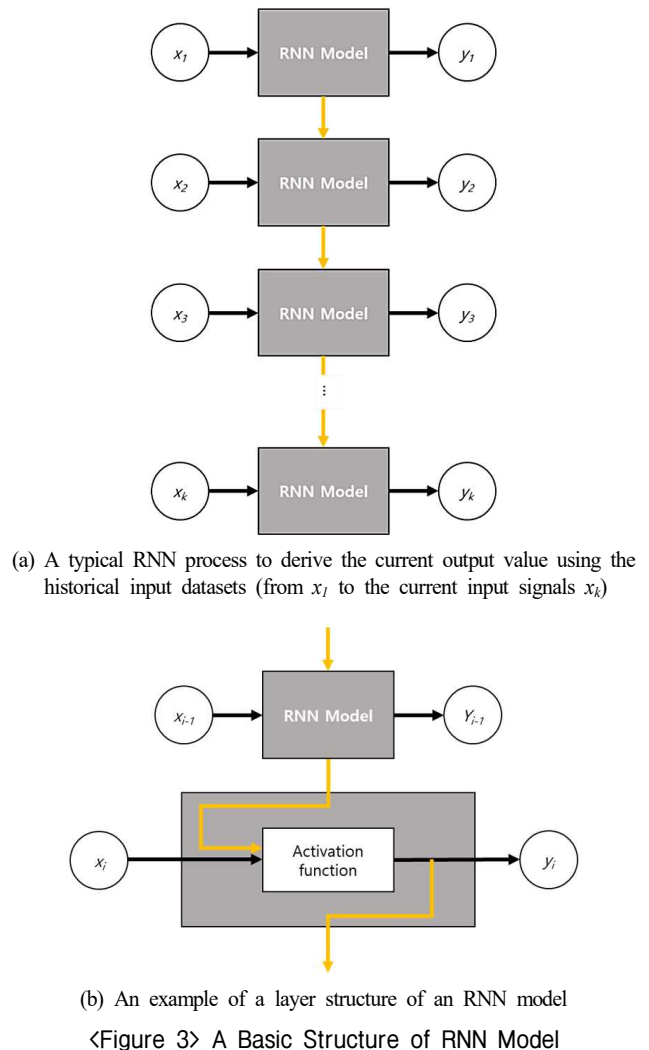 x1 RNN Model y1
x2 RNN Model y2
x3 RNN Model y3
⋮
xk RNN Model yk
(a) A typical RNN process to derive the current output value using the
historical input datasets (from x1 to the current input signals xk)
xi-1 RNN Model Yi-1
Activation
xi function yi
(b) An example of a layer structure of an RNN model
<Figure 3> A Basic Structure of RNN Model